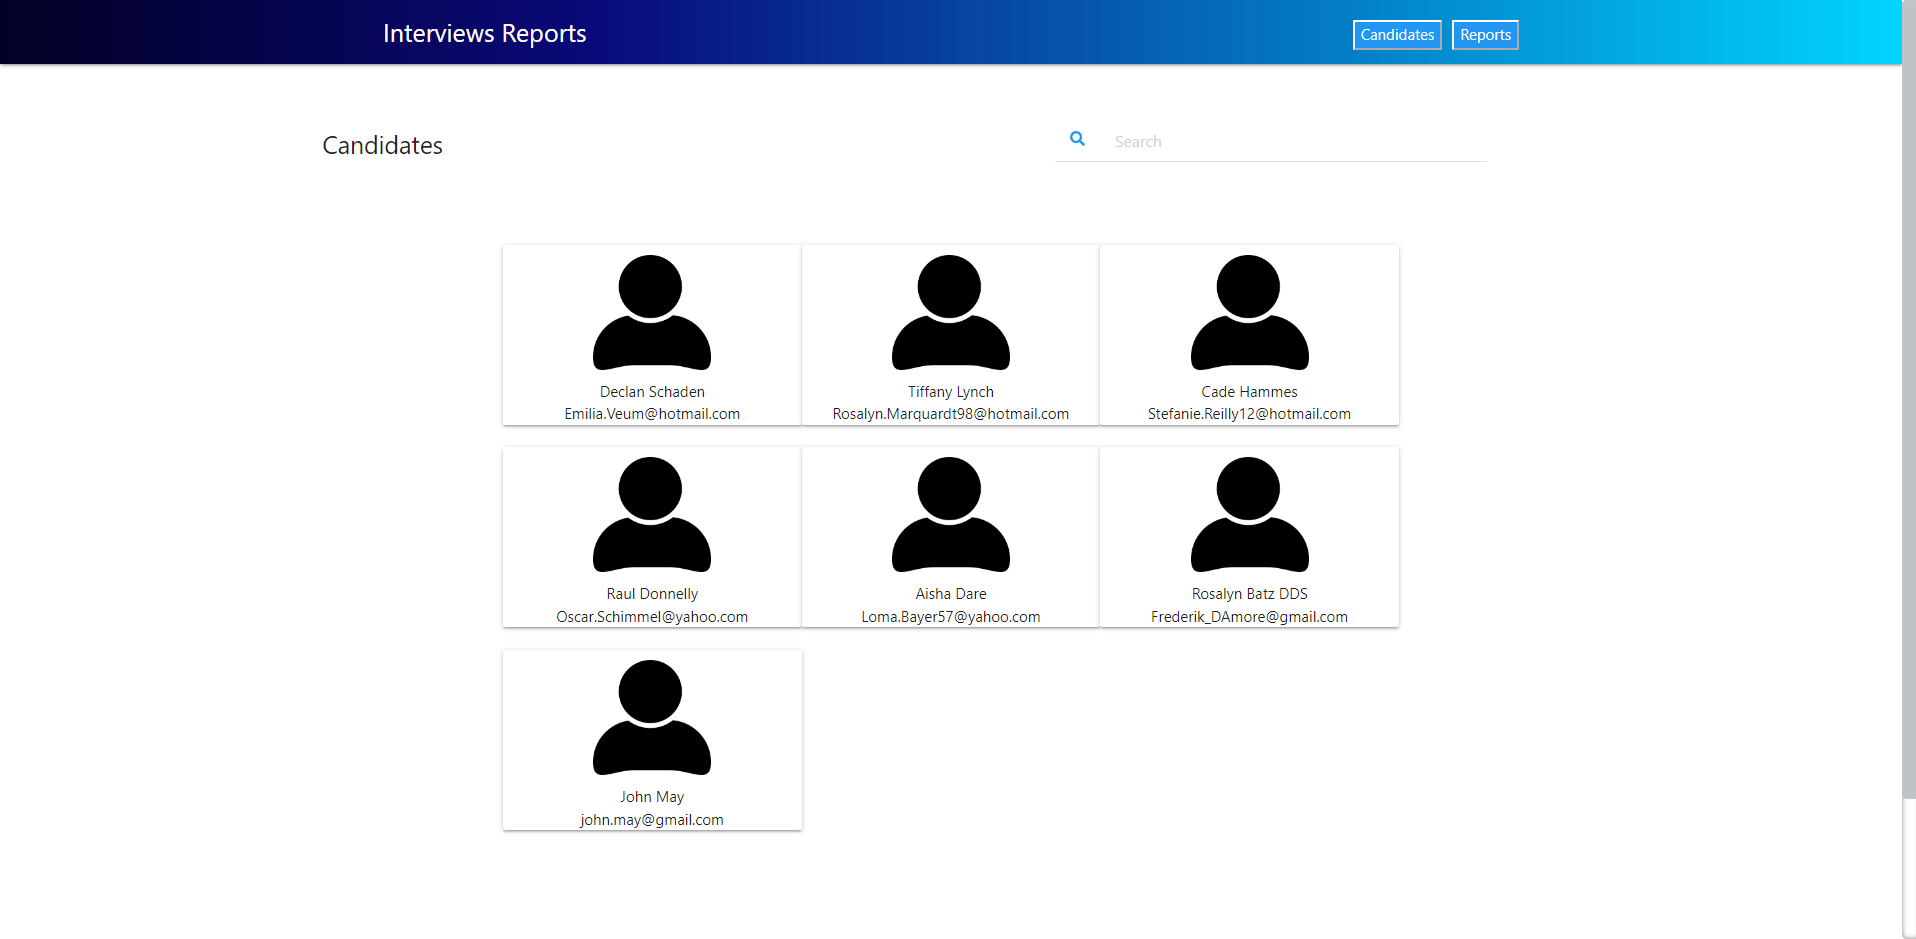 Interviews Reports
Candidates
Reports
Candidates
Search
Declan Schaden
Emilia.Veum@hotmail.com
Tiffany Lynch
Rosalyn.Marquardt98@hotmail.com
Cade Hammes
Stefanie.Reilly12@hotmail.com
Raul Donnelly
Oscar.Schimmel@yahoo.com
Aisha Dare
Loma.Bayer57@yahoo.com
Rosalyn Batz DDS
Frederik_DAmore@gmail.com
John May
john.may@gmail.com